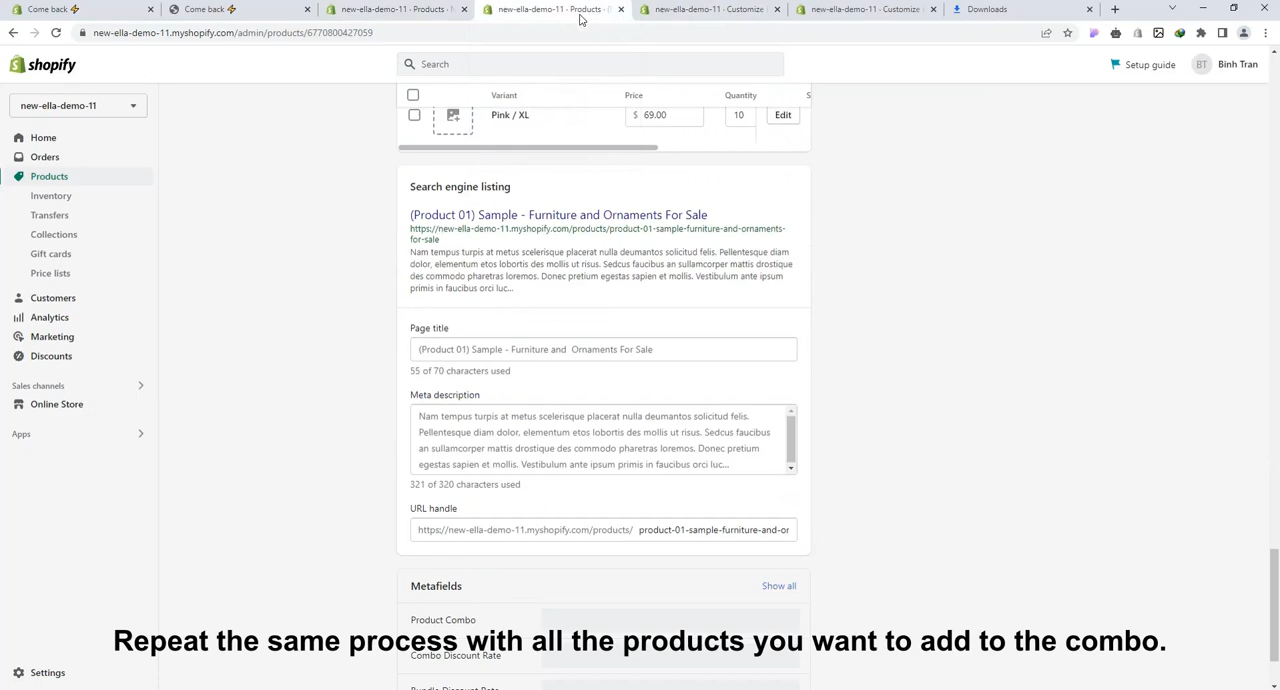 Come back⚡
Come back⚡
new-ella-demo-11 - Products - N
new-ella-demo-11 - Products - (
new-ella-demo-11 - Customize
new-ella-demo-11 - Customize
Downloads
new-ella-demo-11.myshopify.com/admin/products/6770800427059
shopify
Search
Setup guide
BT
Binh Tran
new-ella-demo-11
Home
Orders
Products
Inventory
Transfers
Collections
Gift cards
Price lists
Customers
Analytics
Marketing
Discounts
Sales channels
Online Store
Apps
Settings
Variant Price Quantity S
Pink / XL $ 69.00 10 Edit
Search engine listing
(Product 01) Sample - Furniture and Ornaments For Sale
https://new-ella-demo-11.myshopify.com/products/product-01-sample-furniture-and-ornaments-
for-sale
Nam tempus turpis at metus scelerisque placerat nulla deumantos solicitud felis. Pellentesque diam
dolor, elementum etos lobortis des mollis ut risus. Sedcus faucibus an sullamcorper mattis drostique
des commodo pharetras loremos. Donec pretium egestas sapien et mollis. Vestibulum ante ipsum
primis in faucibus orci luc...
Page title
(Product 01) Sample - Furniture and Ornaments For Sale
55 of 70 characters used
Meta description
Nam tempus turpis at metus scelerisque placerat nulla deumantos solicitud felis.
Pellentesque diam dolor, elementum etos lobortis des mollis ut risus. Sedcus faucibus
an sullamcorper mattis drostique des commodo pharetras loremos. Donec pretium
egestas sapien et mollis. Vestibulum ante ipsum primis in faucibus orci luc...
321 of 320 characters used
URL handle
https://new-ella-demo-11.myshopify.com/products/ product-01-sample-furniture-and-or
Metafields Show all
Product Combo
Repeat the same process with all the products you want to add to the combo.
Combo Discount Rate
Bundle Discount Rate